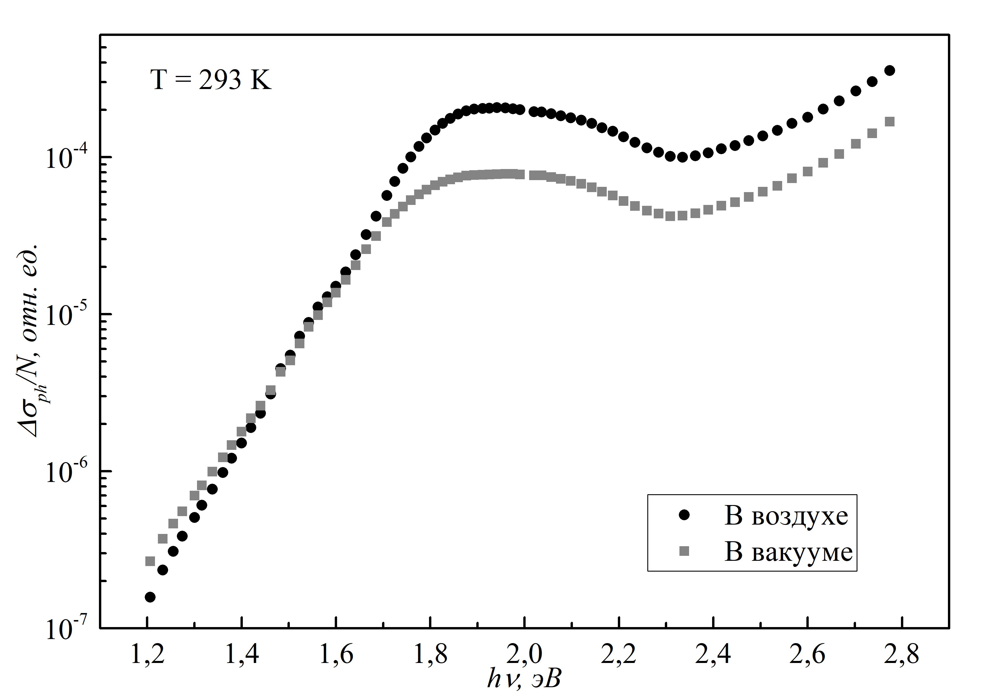 T = 293 K
10-4
10-5
10-6
10-7
Δσph/N, отн. ед.
В воздухе
В вакууме
1,2 1,4 1,6 1,8 2,0 2,2 2,4 2,6 2,8
hν, эВ